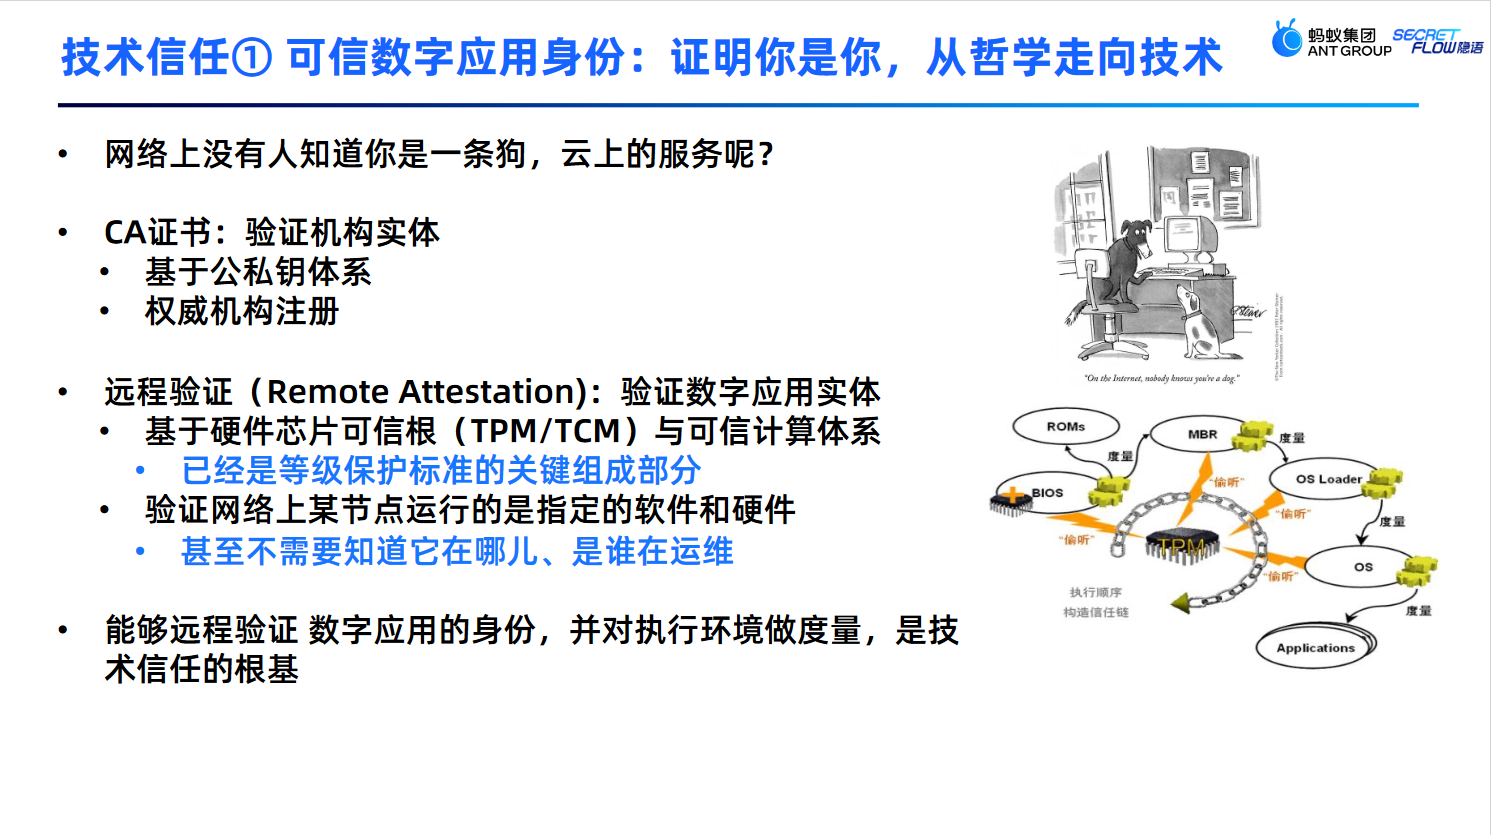 技术信任① 可信数字应用身份：证明你是你，从哲学走向技术
蚂蚁集团
ANT GROUP
SECRET
FLOW隐语
• 网络上没有人知道你是一条狗，云上的服务呢？
• CA证书：验证机构实体
• 基于公私钥体系
• 权威机构注册
• 远程验证（Remote Attestation)：验证数字应用实体
• 基于硬件芯片可信根（TPM/TCM）与可信计算体系
• 已经是等级保护标准的关键组成部分
• 验证网络上某节点运行的是指定的软件和硬件
• 甚至不需要知道它在哪儿、是谁在运维
• 能够远程验证 数字应用的身份，并对执行环境做度量，是技
术信任的根基
"On the Internet, nobody knows you're a dog."
ROMs
MBR
度量
度量
BIOS
OS Loader
“偷听”
“偷听”
度量
“偷听”
TPM
OS
“偷听”
执行顺序
构造信任链
度量
Applications